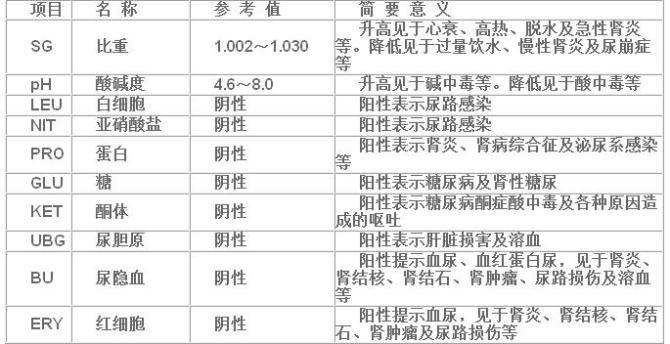 项目 名 称 参 考 值 简 要 意 义
SG 比重 1.002～1.030 升高见于心衰、高热、脱水及急性肾炎
等。降低见于过量饮水、慢性肾炎及尿崩症
等
pH 酸碱度 4.6～8.0 升高见于碱中毒等。降低见于酸中毒等
LEU 白细胞 阴性 阳性表示尿路感染
NIT 亚硝酸盐 阴性 阳性表示尿路感染
PRO 蛋白 阴性 阳性表示肾炎、肾病综合征及泌尿系感染
等
GLU 糖 阴性 阳性表示糖尿病及肾性糖尿
KET 酮体 阴性 阳性表示糖尿病酮症酸中毒及各种原因造
成的呕吐
UBG 尿胆原 阴性 阳性表示肝脏损害及溶血
BU 尿隐血 阴性 阳性提示血尿、血红蛋白尿，见于肾炎、
肾结核、肾结石、肾肿瘤、尿路损伤及溶血
等
ERY 红细胞 阴性 阳性提示血尿，见于肾炎、肾结核、肾结
石、肾肿瘤及尿路损伤等